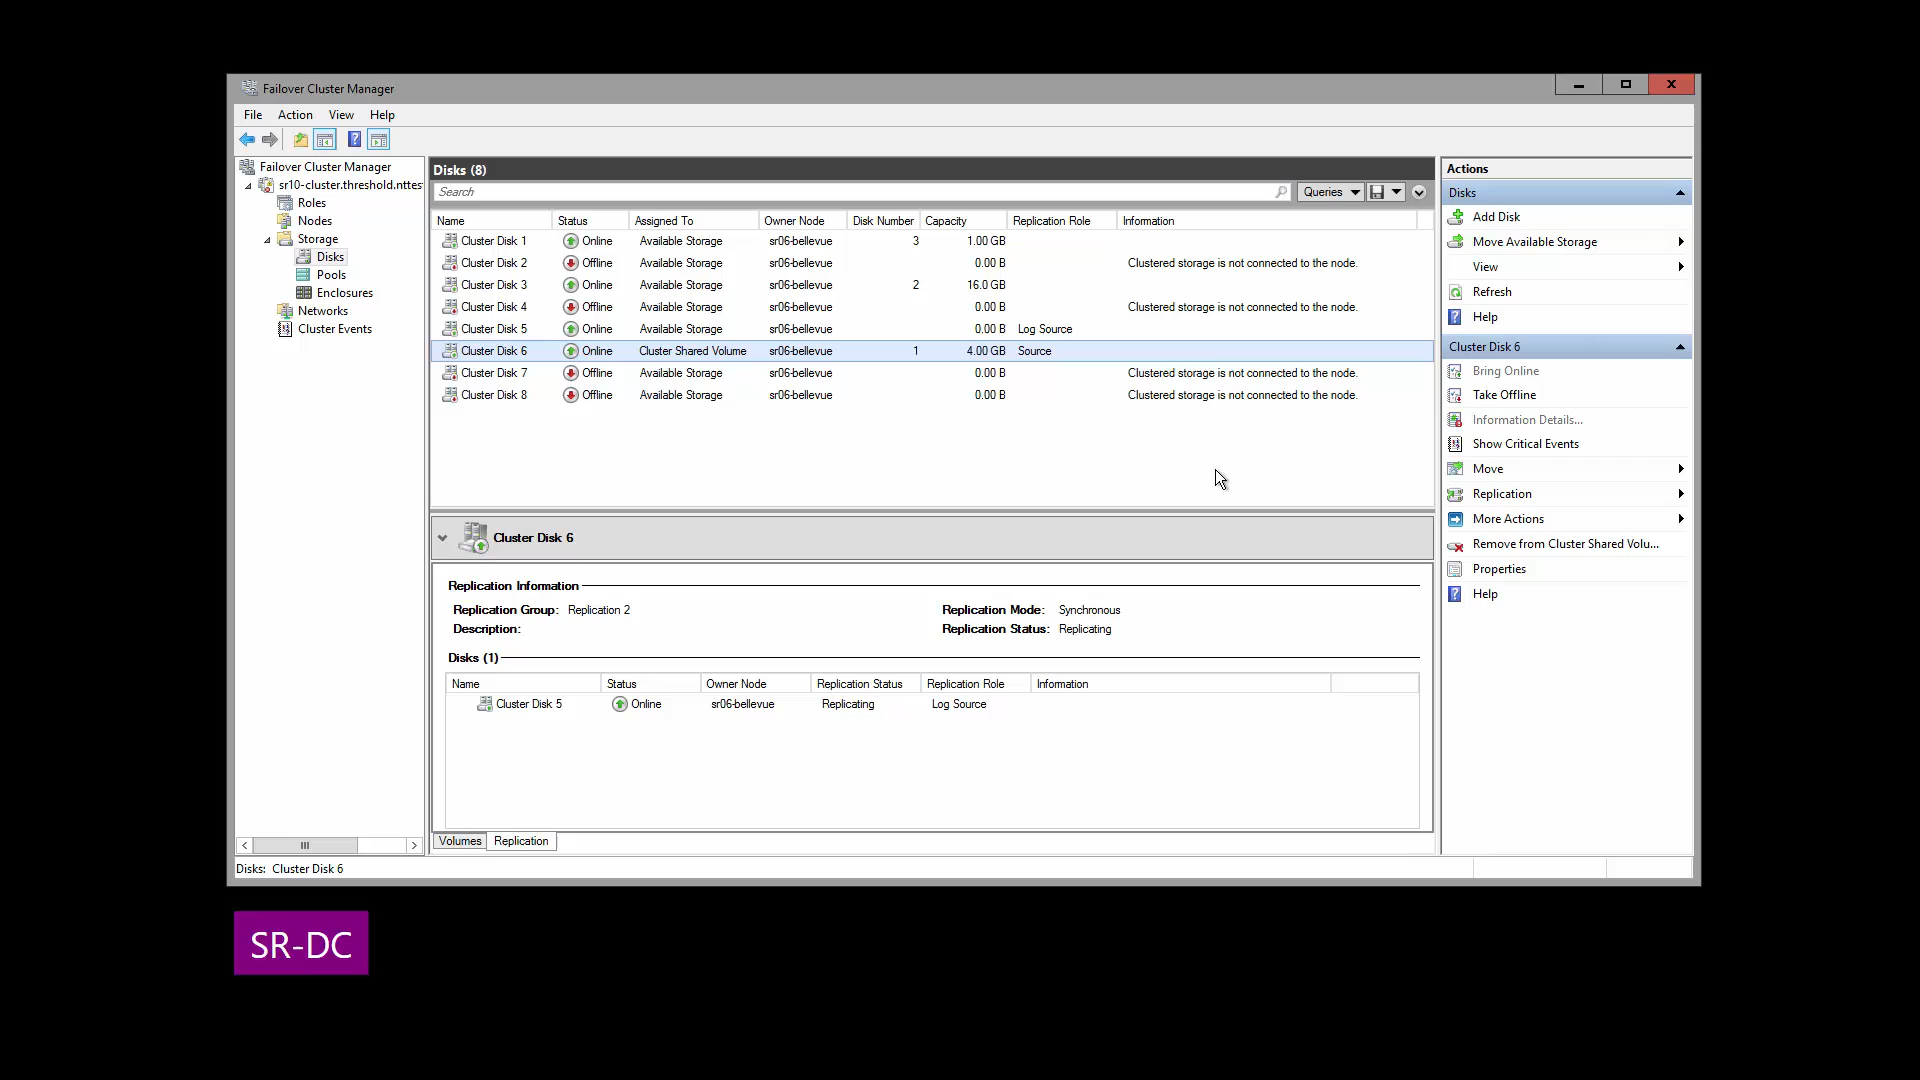 Failover Cluster Manager
File Action View Help
Failover Cluster Manager
sr10-cluster.threshold.nttes
Roles
Nodes
Storage
Disks
Pools
Enclosures
Networks
Cluster Events
Disks (8)
Search
Queries
Name Status Assigned To Owner Node Disk Number Capacity Replication Role Information
Cluster Disk 1 Online Available Storage sr06-bellevue 3 1.00 GB
Cluster Disk 2 Offline Available Storage sr06-bellevue 0.00 B Clustered storage is not connected to the node.
Cluster Disk 3 Online Available Storage sr06-bellevue 2 16.0 GB
Cluster Disk 4 Offline Available Storage sr06-bellevue 0.00 B Clustered storage is not connected to the node.
Cluster Disk 5 Online Available Storage sr06-bellevue 0.00 B Log Source
Cluster Disk 6 Online Cluster Shared Volume sr06-bellevue 1 4.00 GB Source
Cluster Disk 7 Offline Available Storage sr06-bellevue 0.00 B Clustered storage is not connected to the node.
Cluster Disk 8 Offline Available Storage sr06-bellevue 0.00 B Clustered storage is not connected to the node.
Cluster Disk 6
Replication Information
Replication Group: Replication 2 Replication Mode: Synchronous
Description: Replication Status: Replicating
Disks (1)
Name Status Owner Node Replication Status Replication Role Information
Cluster Disk 5 Online sr06-bellevue Replicating Log Source
Volumes Replication
Actions
Disks
Add Disk
Move Available Storage
View
Refresh
Help
Cluster Disk 6
Bring Online
Take Offline
Information Details...
Show Critical Events
Move
Replication
More Actions
Remove from Cluster Shared Volu...
Properties
Help
Disks: Cluster Disk 6
SR-DC